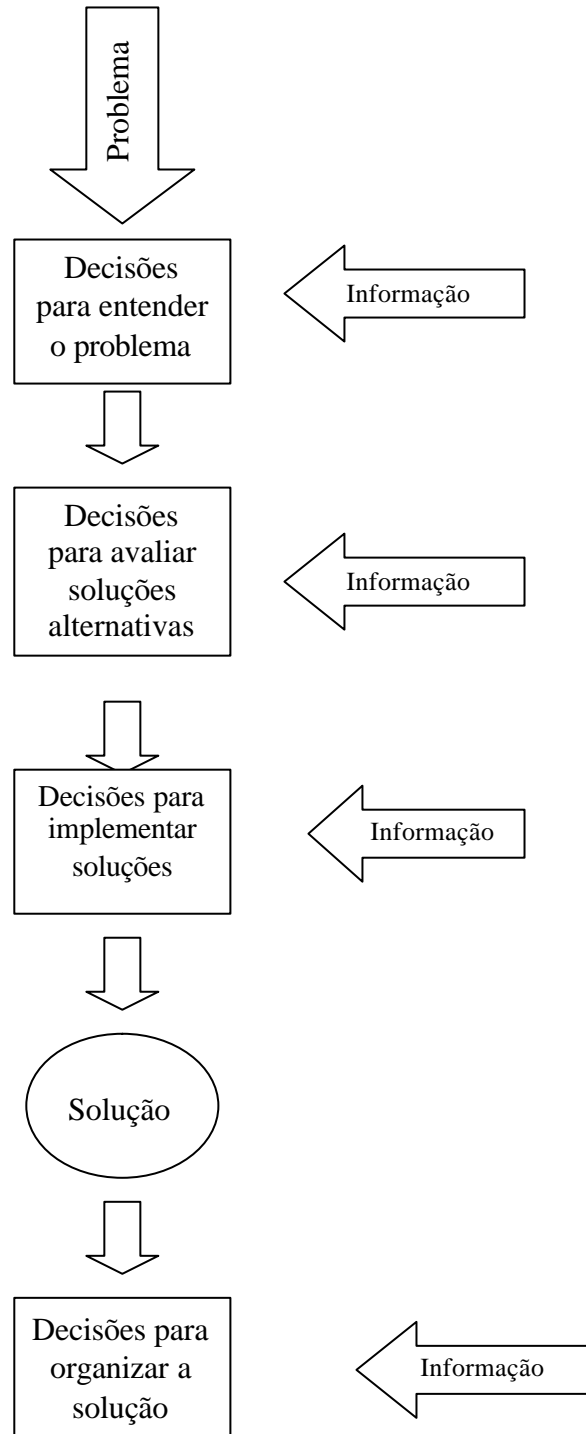 Problema
Decisões
para entender
o problema
Informação
Decisões
para avaliar
soluções
alternativas
Informação
Decisões para
implementar
soluções
Informação
Solução
Decisões para
organizar a
solução
Informação